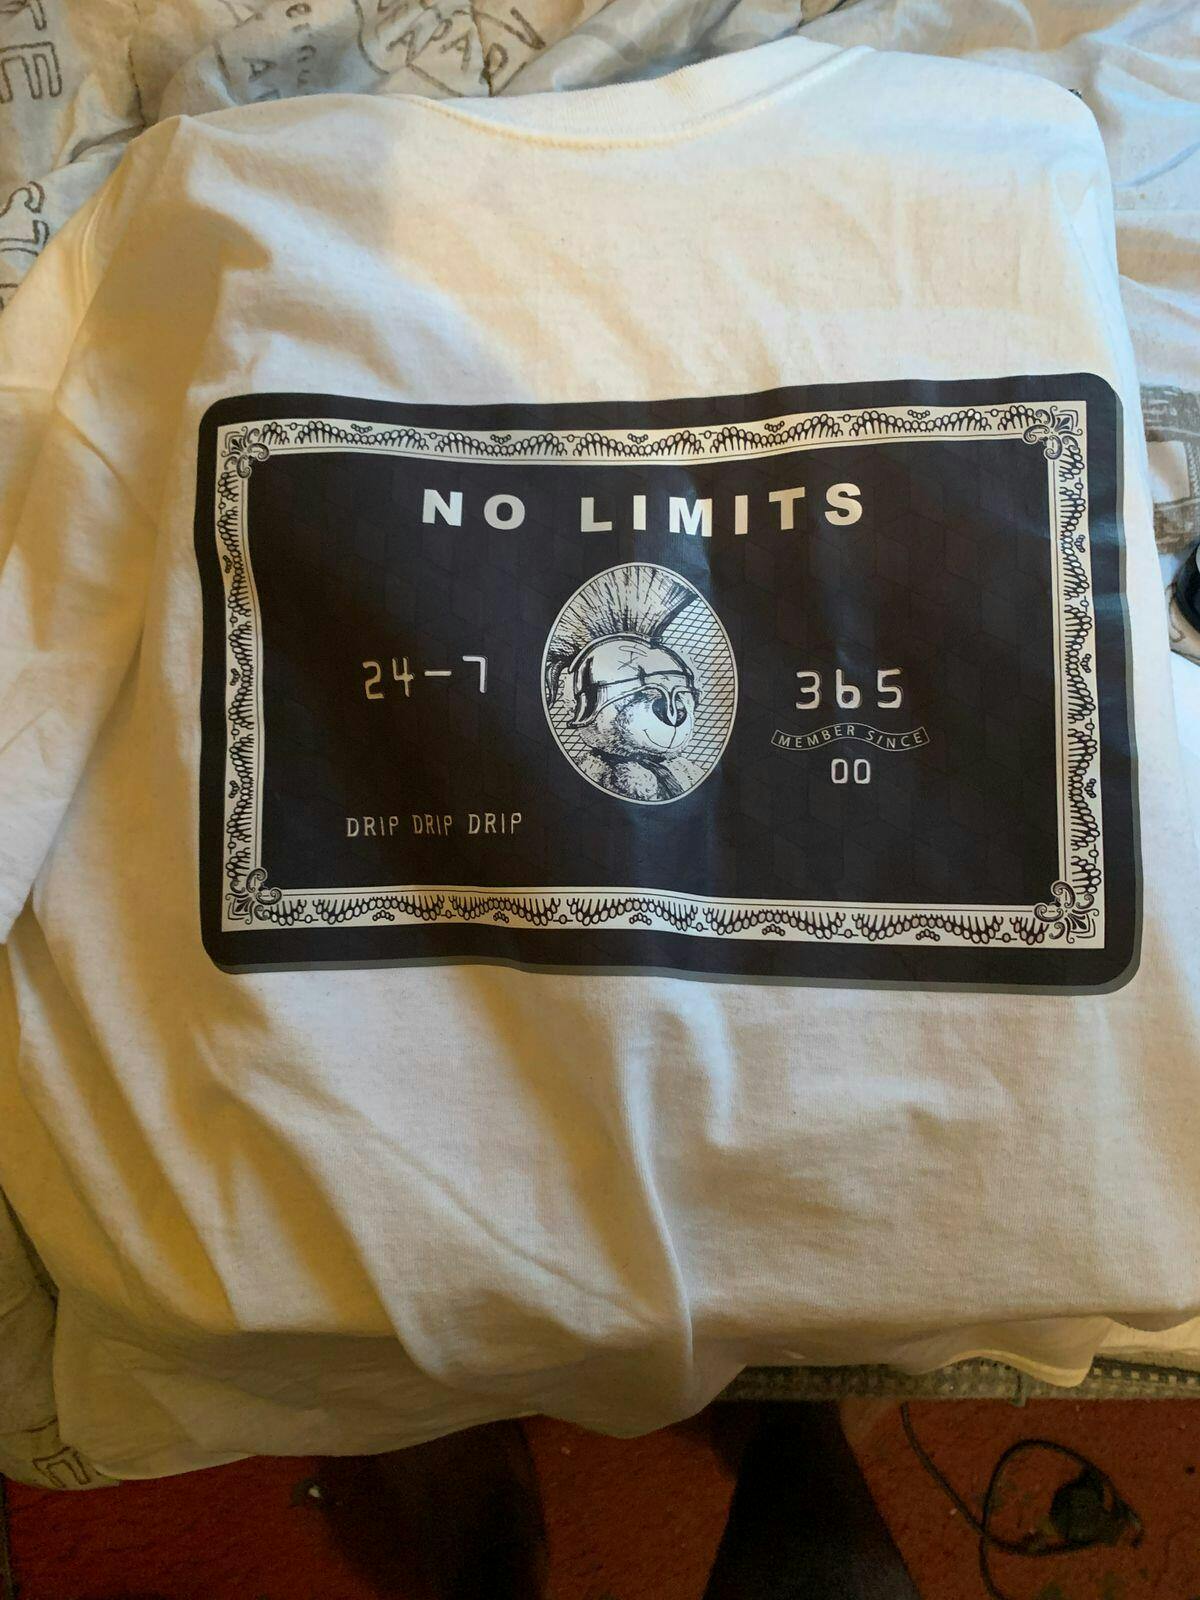 NO LIMITS
24-7
365
MEMBER SINCE
00
DRIP DRIP DRIP